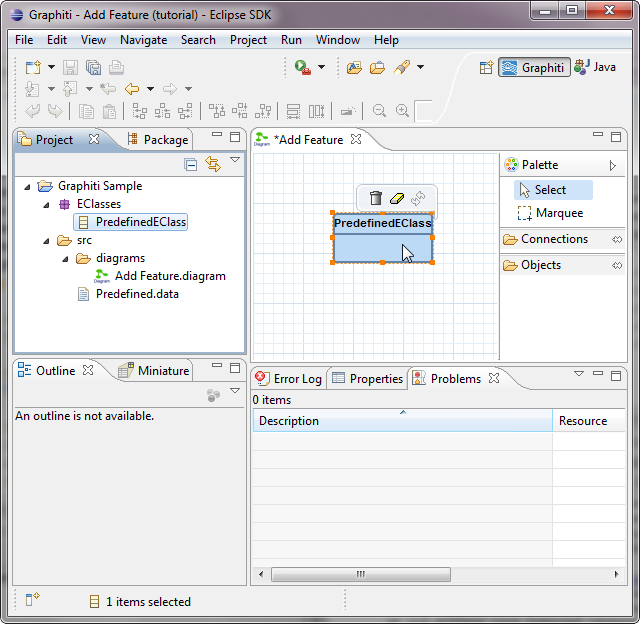 Graphiti - Add Feature (tutorial) - Eclipse SDK
File Edit View Navigate Search Project Run Window Help
Graphiti Java
Project Package
Graphiti Sample
EClasses
PredefinedEClass
src
diagrams
Diagram Add Feature.diagram
Predefined.data
Diagram *Add Feature
PredefinedEClass
Palette
Select
Marquee
Connections
Objects
Outline Miniature
An outline is not available.
Error Log Properties Problems
0 items
Description Resource
1 items selected